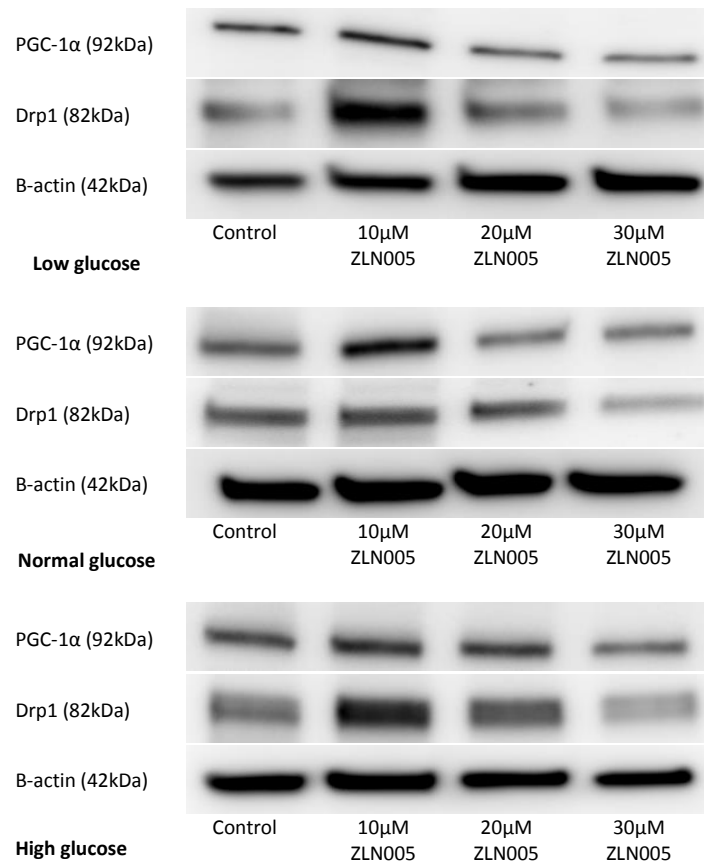 PGC-1α (92kDa)
Drp1 (82kDa)
B-actin (42kDa)
Control 10µM 20µM 30µM
ZLN005 ZLN005 ZLN005
Low glucose
PGC-1α (92kDa)
Drp1 (82kDa)
B-actin (42kDa)
Control 10µM 20µM 30µM
ZLN005 ZLN005 ZLN005
Normal glucose
PGC-1α (92kDa)
Drp1 (82kDa)
B-actin (42kDa)
Control 10µM 20µM 30µM
ZLN005 ZLN005 ZLN005
High glucose